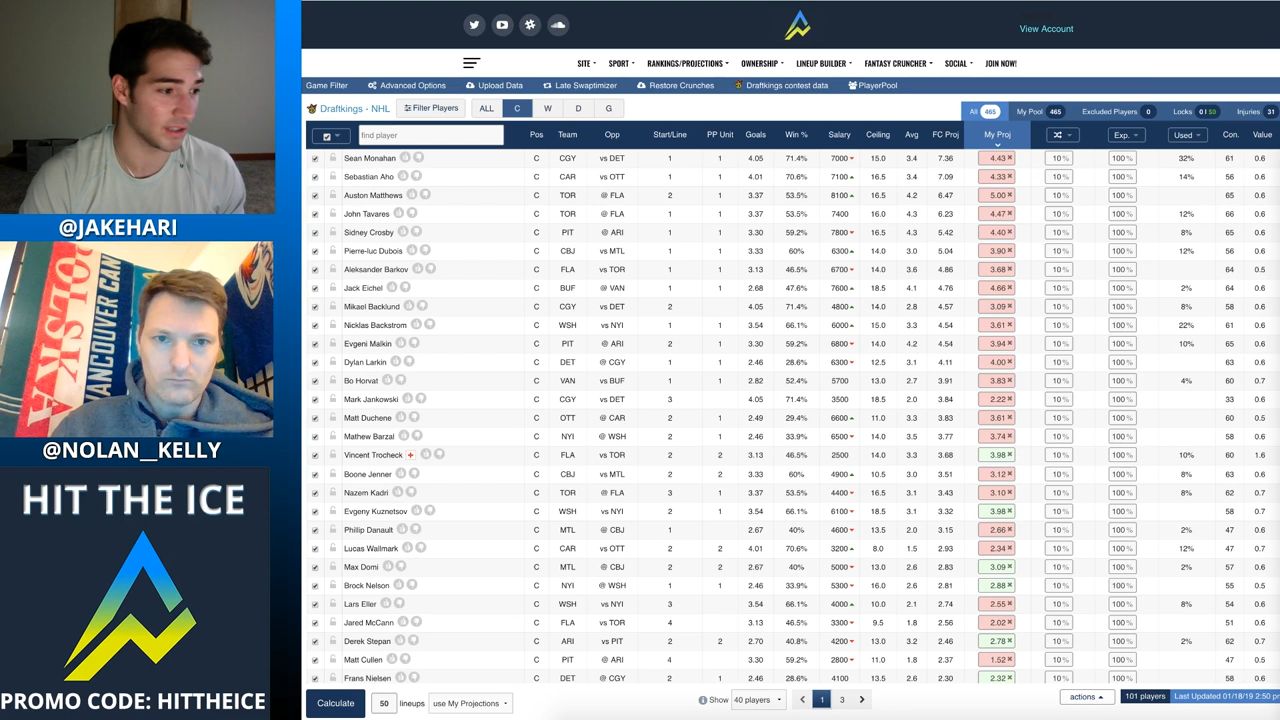 @JAKEHARI
LOTSK
VANCOUVER CAN
@NOLAN__KELLY
HIT THE ICE
PROMO CODE: HITTHEICE
View Account
SITE SPORT RANKINGS/PROJECTIONS OWNERSHIP LINEUP BUILDER FANTASY CRUNCHER SOCIAL JOIN NOW!
Game Filter Advanced Options Upload Data Late Swaptimizer Restore Crunches Draftkings contest data PlayerPool
Draftkings - NHL Filter Players ALL C W D G
All 465 My Pool 465 Excluded Players 0 Locks 0 | 50 Injuries 31
find player Pos Team Opp Start/Line PP Unit Goals Win % Salary Ceiling Avg FC Proj My Proj Exp. Used Con. Value
Sean Monahan C CGY vs DET 1 1 4.05 71.4% 7000 15.0 3.4 7.36 4.43 10 % 100 % 32% 61 0.6
Sebastian Aho C CAR vs OTT 1 1 4.01 70.6% 7100 16.5 3.4 7.09 4.33 10 % 100 % 14% 56 0.6
Auston Matthews C TOR @ FLA 2 1 3.37 53.5% 8100 16.5 4.2 6.47 5.00 10 % 100 % 65 0.6
John Tavares C TOR @ FLA 1 1 3.37 53.5% 7400 16.0 4.3 6.23 4.47 10 % 100 % 12% 66 0.6
Sidney Crosby C PIT @ ARI 1 1 3.30 59.2% 7800 16.5 4.3 5.42 4.40 10 % 100 % 8% 65 0.6
Pierre-luc Dubois C CBJ vs MTL 1 1 3.33 60% 6300 14.0 3.0 5.04 3.90 10 % 100 % 12% 56 0.6
Aleksander Barkov C FLA vs TOR 1 1 3.13 46.5% 6700 14.0 3.6 4.86 3.68 10 % 100 % 64 0.5
Jack Eichel C BUF @ VAN 1 1 2.68 47.6% 7600 18.5 4.1 4.76 4.66 10 % 100 % 2% 64 0.6
Mikael Backlund C CGY vs DET 2 4.05 71.4% 4800 14.0 2.8 4.57 3.09 10 % 100 % 8% 58 0.6
Nicklas Backstrom C WSH vs NYI 1 1 3.54 66.1% 6000 15.0 3.3 4.54 3.61 10 % 100 % 22% 61 0.6
Evgeni Malkin C PIT @ ARI 2 1 3.30 59.2% 6800 14.0 4.2 4.54 3.94 10 % 100 % 10% 65 0.6
Dylan Larkin C DET @ CGY 1 1 2.46 28.6% 6300 12.5 3.1 4.11 4.00 10 % 100 % 63 0.6
Bo Horvat C VAN vs BUF 1 1 2.82 52.4% 5700 13.0 2.7 3.91 3.83 10 % 100 % 4% 60 0.7
Mark Jankowski C CGY vs DET 3 4.05 71.4% 3500 18.5 2.0 3.84 2.22 10 % 100 % 33 0.6
Matt Duchene C OTT @ CAR 2 1 2.49 29.4% 6600 11.0 3.3 3.83 3.61 10 % 100 % 60 0.5
Mathew Barzal C NYI @ WSH 2 1 2.46 33.9% 6500 14.0 3.5 3.77 3.74 10 % 100 % 58 0.6
Vincent Trocheck C FLA vs TOR 2 2 3.13 46.5% 2500 14.0 3.3 3.68 3.98 10 % 100 % 10% 60 1.6
Boone Jenner C CBJ vs MTL 2 2 3.33 60% 4900 10.5 3.0 3.51 3.12 10 % 100 % 8% 63 0.6
Nazem Kadri C TOR @ FLA 3 1 3.37 53.5% 4400 16.5 3.1 3.43 3.10 10 % 100 % 8% 62 0.7
Evgeny Kuznetsov C WSH vs NYI 2 1 3.54 66.1% 6100 18.5 3.1 3.32 3.98 10 % 100 % 58 0.7
Phillip Danault C MTL @ CBJ 1 2.67 40% 4600 13.5 2.0 3.15 2.66 10 % 100 % 2% 47 0.6
Lucas Wallmark C CAR vs OTT 2 2 4.01 70.6% 3200 8.0 1.5 2.93 2.34 10 % 100 % 12% 47 0.7
Max Domi C MTL @ CBJ 2 2 2.67 40% 5000 13.0 2.6 2.83 3.09 10 % 100 % 2% 57 0.6
Brock Nelson C NYI @ WSH 1 1 2.46 33.9% 5300 16.0 2.6 2.81 2.88 10 % 100 % 55 0.5
Lars Eller C WSH vs NYI 3 3.54 66.1% 4000 10.0 2.1 2.74 2.55 10 % 100 % 8% 54 0.6
Jared McCann C FLA vs TOR 4 3.13 46.5% 3300 9.5 1.8 2.56 2.02 10 % 100 % 51 0.6
Derek Stepan C ARI vs PIT 2 2 2.70 40.8% 4200 13.0 3.2 2.46 2.78 10 % 100 % 2% 62 0.7
Matt Cullen C PIT @ ARI 4 3.30 59.2% 2800 11.0 1.8 2.37 1.52 10 % 100 % 47 0.5
Frans Nielsen C DET @ CGY 2 2 2.46 28.6% 4100 13.5 2.6 2.30 2.32 10 % 100 % 58 0.6
Calculate 50 lineups use My Projections Show 40 players 1 3 actions 101 players Last Updated 01/18/19 2:50 p